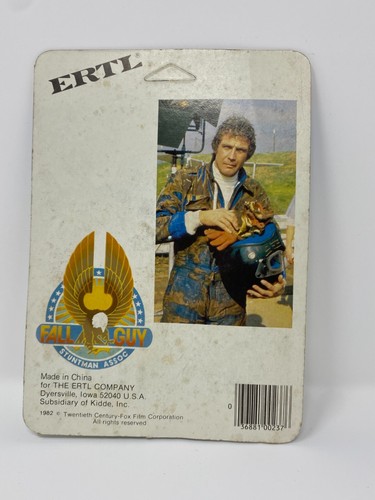 ERTL
FALL GUY
STUNTMAN ASSOC
Made in China
for THE ERTL COMPANY
Dyersville, Iowa 52040 U.S.A
Subsidiary of Kidde, Inc.
1982 © Twentieth Century-Fox Film Corporation
All rights reserved
0
36881 00237